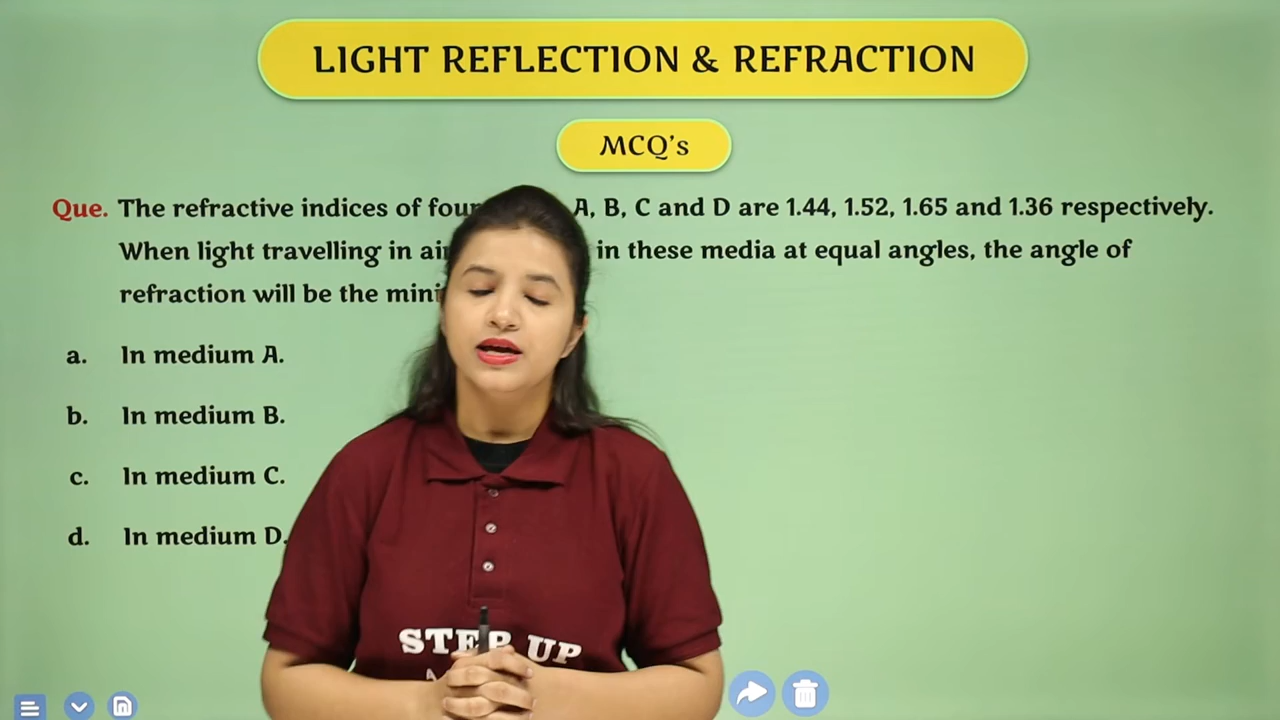 LIGHT REFLECTION & REFRACTION
MCQ's
Que. The refractive indices of four A, B, C and D are 1.44, 1.52, 1.65 and 1.36 respectively.
When light travelling in air in these media at equal angles, the angle of
refraction will be the
a. In medium A.
b. In medium B.
c. In medium C.
d. In medium D.
STEP UP